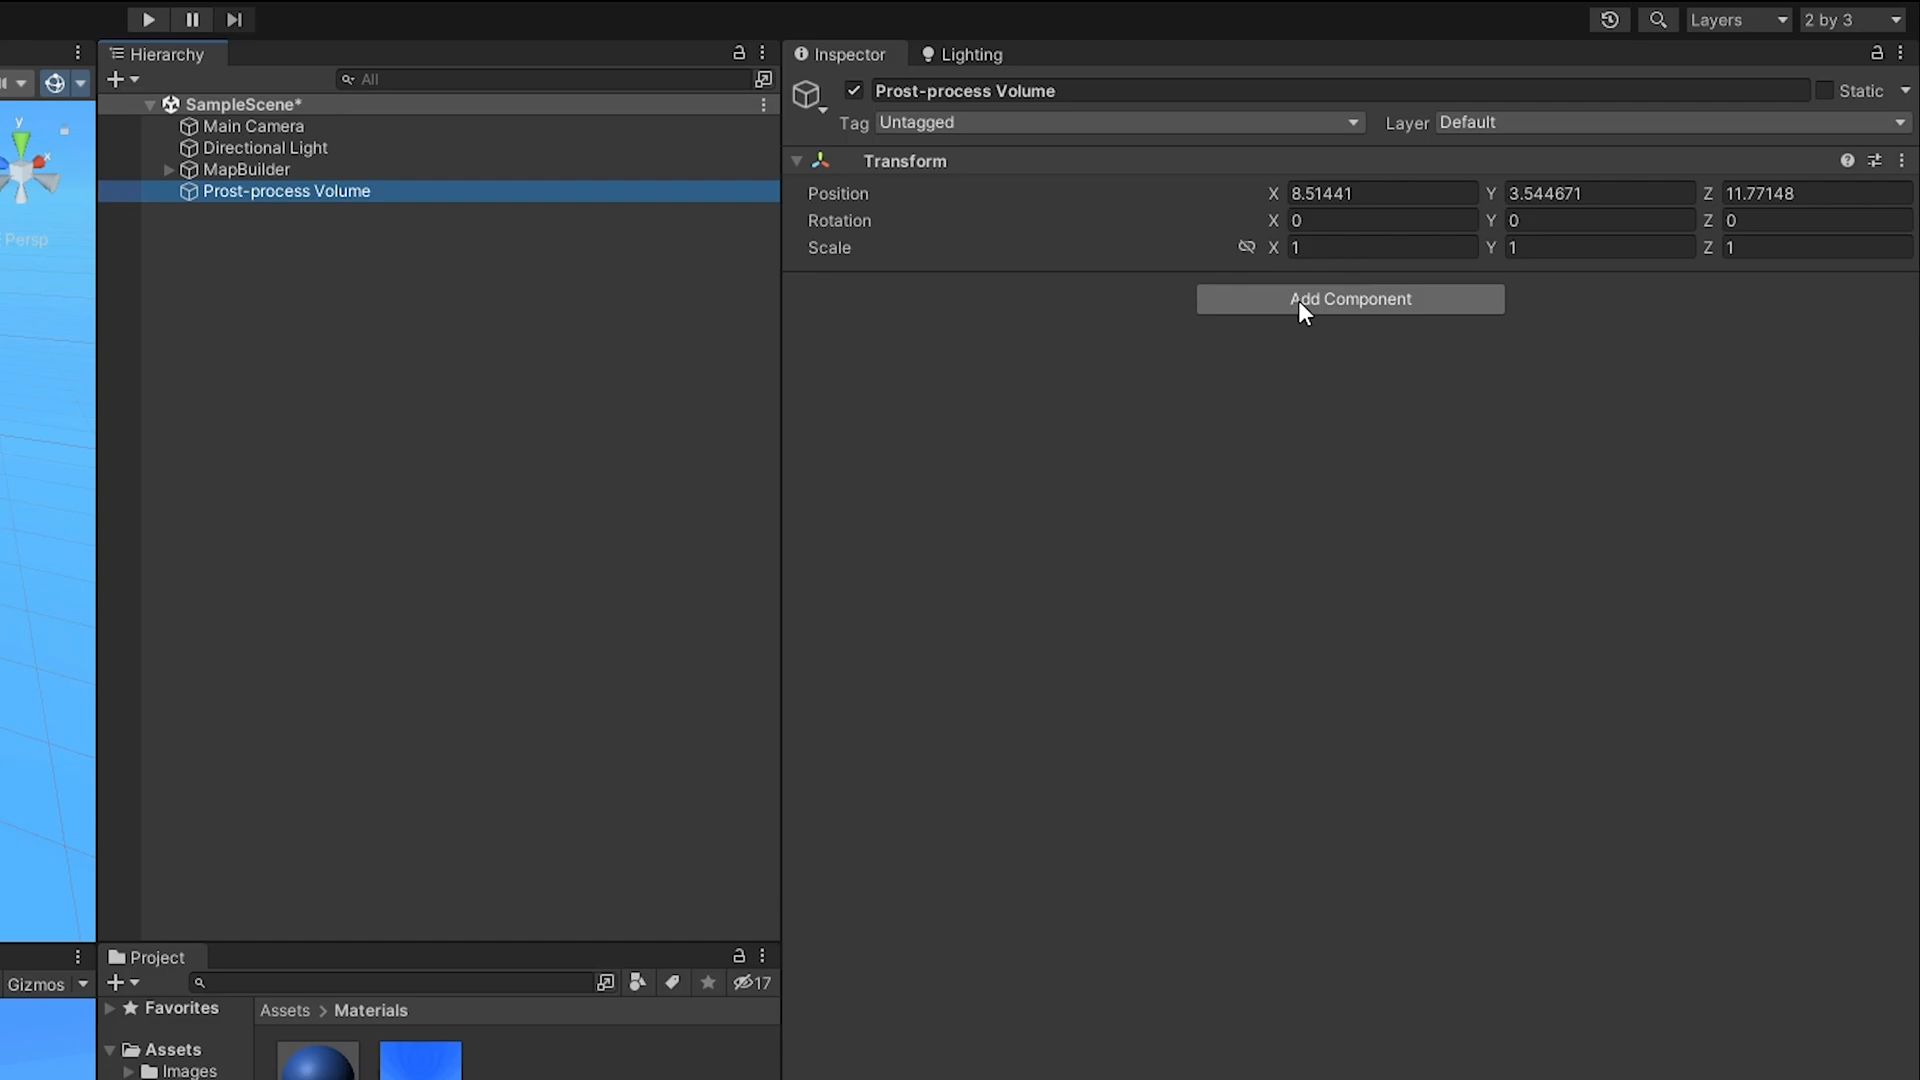 Layers
2 by 3
Hierarchy
All
SampleScene*
Main Camera
Directional Light
MapBuilder
Prost-process Volume
y
x
Persp
Inspector
Lighting
Prost-process Volume
Static
Tag Untagged
Layer Default
Transform
Position X 8.51441 Y 3.544671 Z 11.77148
Rotation X 0 Y 0 Z 0
Scale X 1 Y 1 Z 1
Add Component
Gizmos
Project
17
Favorites
Assets > Materials
Assets
Images